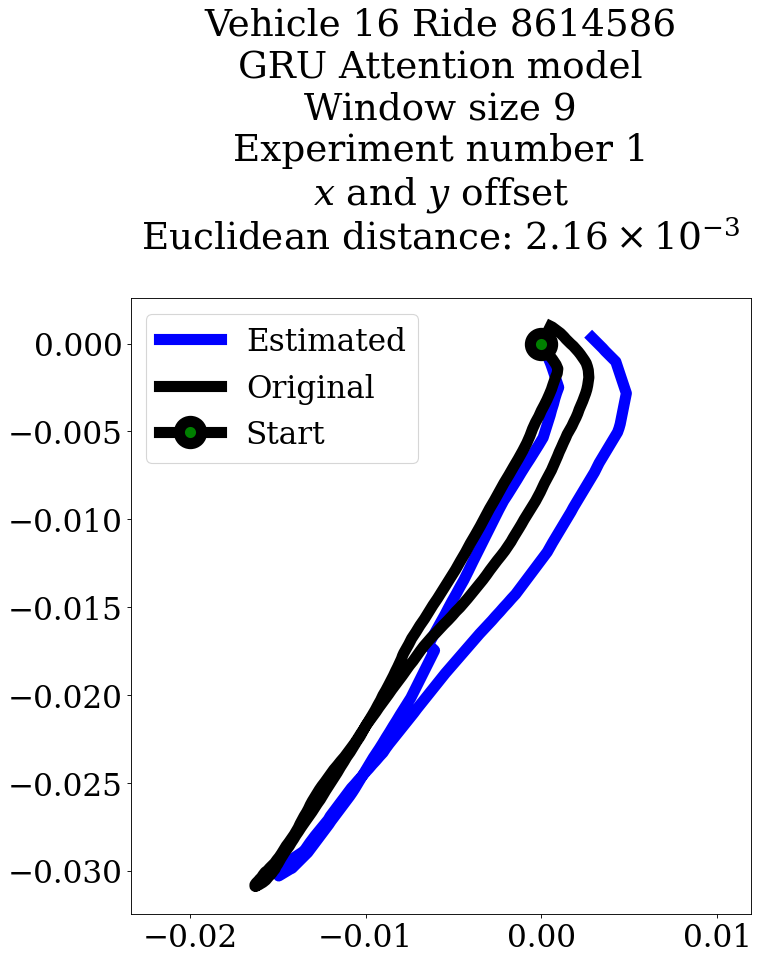 Vehicle 16 Ride 8614586
GRU Attention model
Window size 9
Experiment number 1
x and y offset
Euclidean distance: 2.16 × 10⁻³
Estimated
Original
Start
0.000
−0.005
−0.010
−0.015
−0.020
−0.025
−0.030
−0.02 −0.01 0.00 0.01